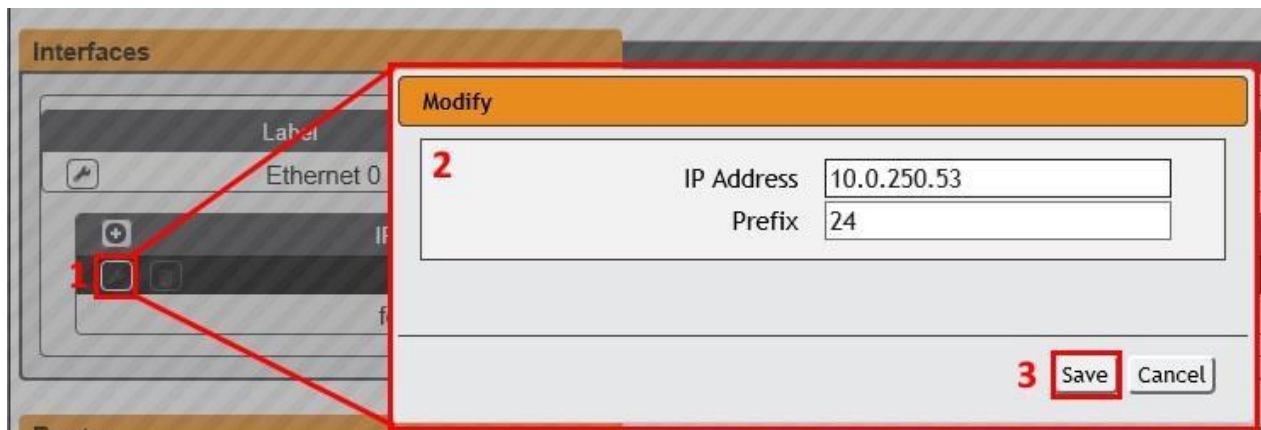 Interfaces
Label
Ethernet 0
1
Modify
2
IP Address 10.0.250.53
Prefix 24
3 Save Cancel